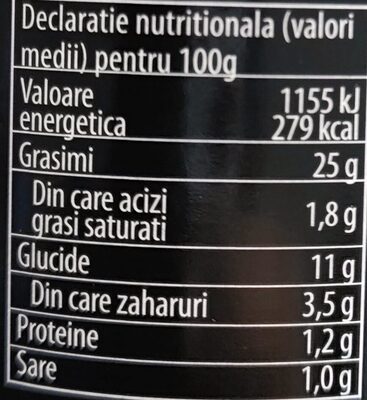 Declaratie nutritionala (valori
medii) pentru 100g
Valoare
energetica
1155 kJ
279 kcal
Grasimi 25 g
Din care acizi
grasi saturati
1,8 g
Glucide 11 g
Din care zaharuri 3,5 g
Proteine 1,2 g
Sare 1,0 g